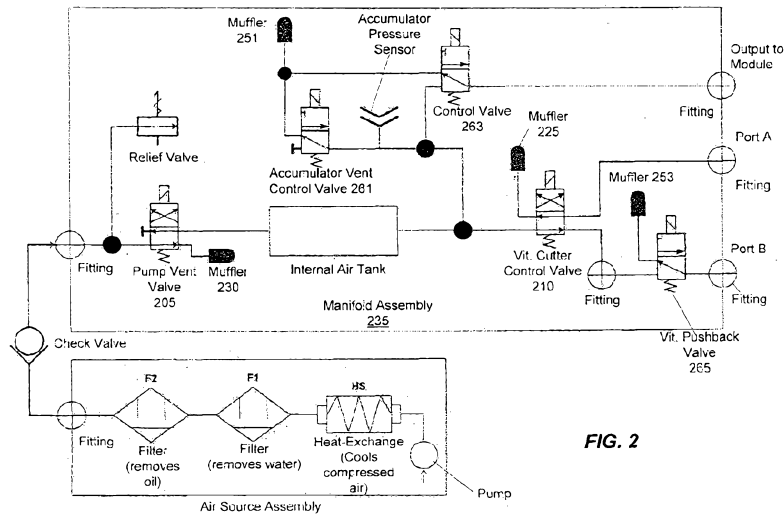 Muffler
251
Accumulator
Pressure
Sensor
Output to
Module
Fitting
Control Valve
263
Muffler
225
Port A
Fitting
Relief Valve
Accumulator Vent
Control Valve 261
Muffler 253
Port B
Fitting
Fitting
Pump Vent
Valve
205
Muffler
230
Internal Air Tank
Vit. Cutter
Control Valve
210
Fitting
Vit. Pushback
Valve
265
Manifold Assembly
235
Check Valve
F2
F1
HS
Fitting
Filter
(removes
oil)
Filter
(removes water)
Heat-Exchange
(Cools
compressed
air)
Pump
Air Source Assembly
FIG. 2